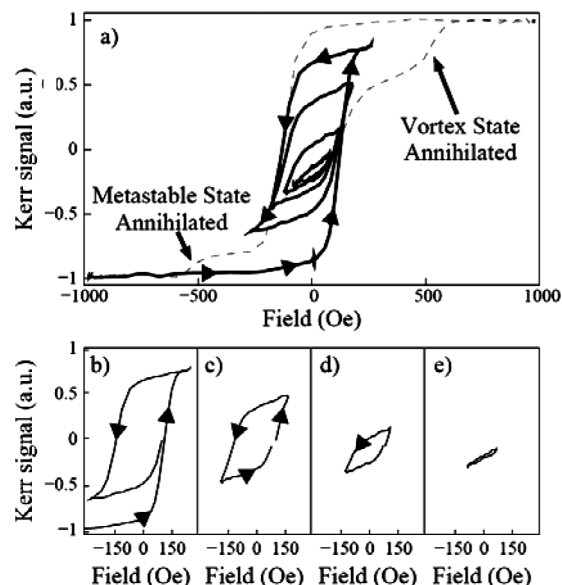 a)
Kerr signal (a.u.)
1
0.5
0
−0.5
−1
Vortex State
Annihilated
Metastable State
Annihilated
−1000 −500 0 500 1000
Field (Oe)
b) c) d) e)
Kerr signal (a.u.)
1
0.5
0
−0.5
−1
−150 0 150 −150 0 150 −150 0 150 −150 0 150
Field (Oe) Field (Oe) Field (Oe) Field (Oe)